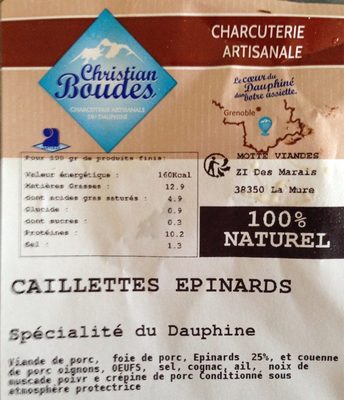 CHARCUTERIE
ARTISANALE
Christian
Boudes
CHARCUTERIE ARTISANALE
DU DAUPHINÉ
Le cœur du
Dauphiné
dans votre assiette.
Grenoble
Pour 100 gr de produits finis:
Valeur énergétique : 160Kcal
Matières Grasses : 12.9
dont acides gras saturés : 4.9
Glucide : 0.9
dont sucres : 0.3
Protéines : 10.2
Sel : 1.3
MOTTE VIANDES
ZI Des Marais
38350 La Mure
100%
NATUREL
CAILLETTES EPINARDS
Spécialité du Dauphine
Viande de porc, foie de porc, Epinards 25%, et couenne
de porc oignons, OEUFS, sel, cognac, ail, noix de
muscade poivr e crépine de porc Conditionné sous
atmosphère protectrice